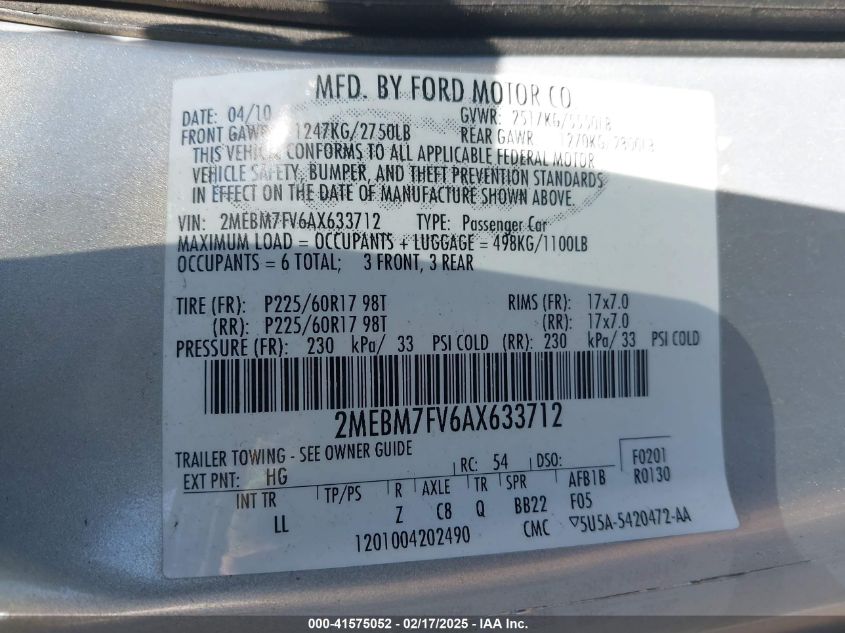 MFD. BY FORD MOTOR CO.
DATE: 04/10 GVWR: 2517KG/5550LB
FRONT GAWR: 1247KG/2750LB REAR GAWR 1270KG/2800LB
THIS VEHICLE CONFORMS TO ALL APPLICABLE FEDERAL MOTOR
VEHICLE SAFETY, BUMPER, AND THEFT PREVENTION STANDARDS
IN EFFECT ON THE DATE OF MANUFACTURE SHOWN ABOVE.
VIN: 2MEBM7FV6AX633712 TYPE: Passenger Car
MAXIMUM LOAD = OCCUPANTS + LUGGAGE = 498KG/1100LB
OCCUPANTS = 6 TOTAL; 3 FRONT, 3 REAR
TIRE (FR): P225/60R17 98T RIMS (FR): 17x7.0
(RR): P225/60R17 98T (RR): 17x7.0
PRESSURE (FR): 230 kPa/ 33 PSI COLD (RR): 230 kPa/ 33 PSI COLD
2MEBM7FV6AX633712
TRAILER TOWING - SEE OWNER GUIDE
EXT PNT: HG RC: 54 DSO: F0201
R0130
INT TR TP/PS R AXLE TR SPR AFB1B
LL Z C8 Q BB22 F05
1201004202490 CMC ▽5U5A-5420472-AA
000-41575052 - 02/17/2025 - COPYRIGHT © IAA, LLC.